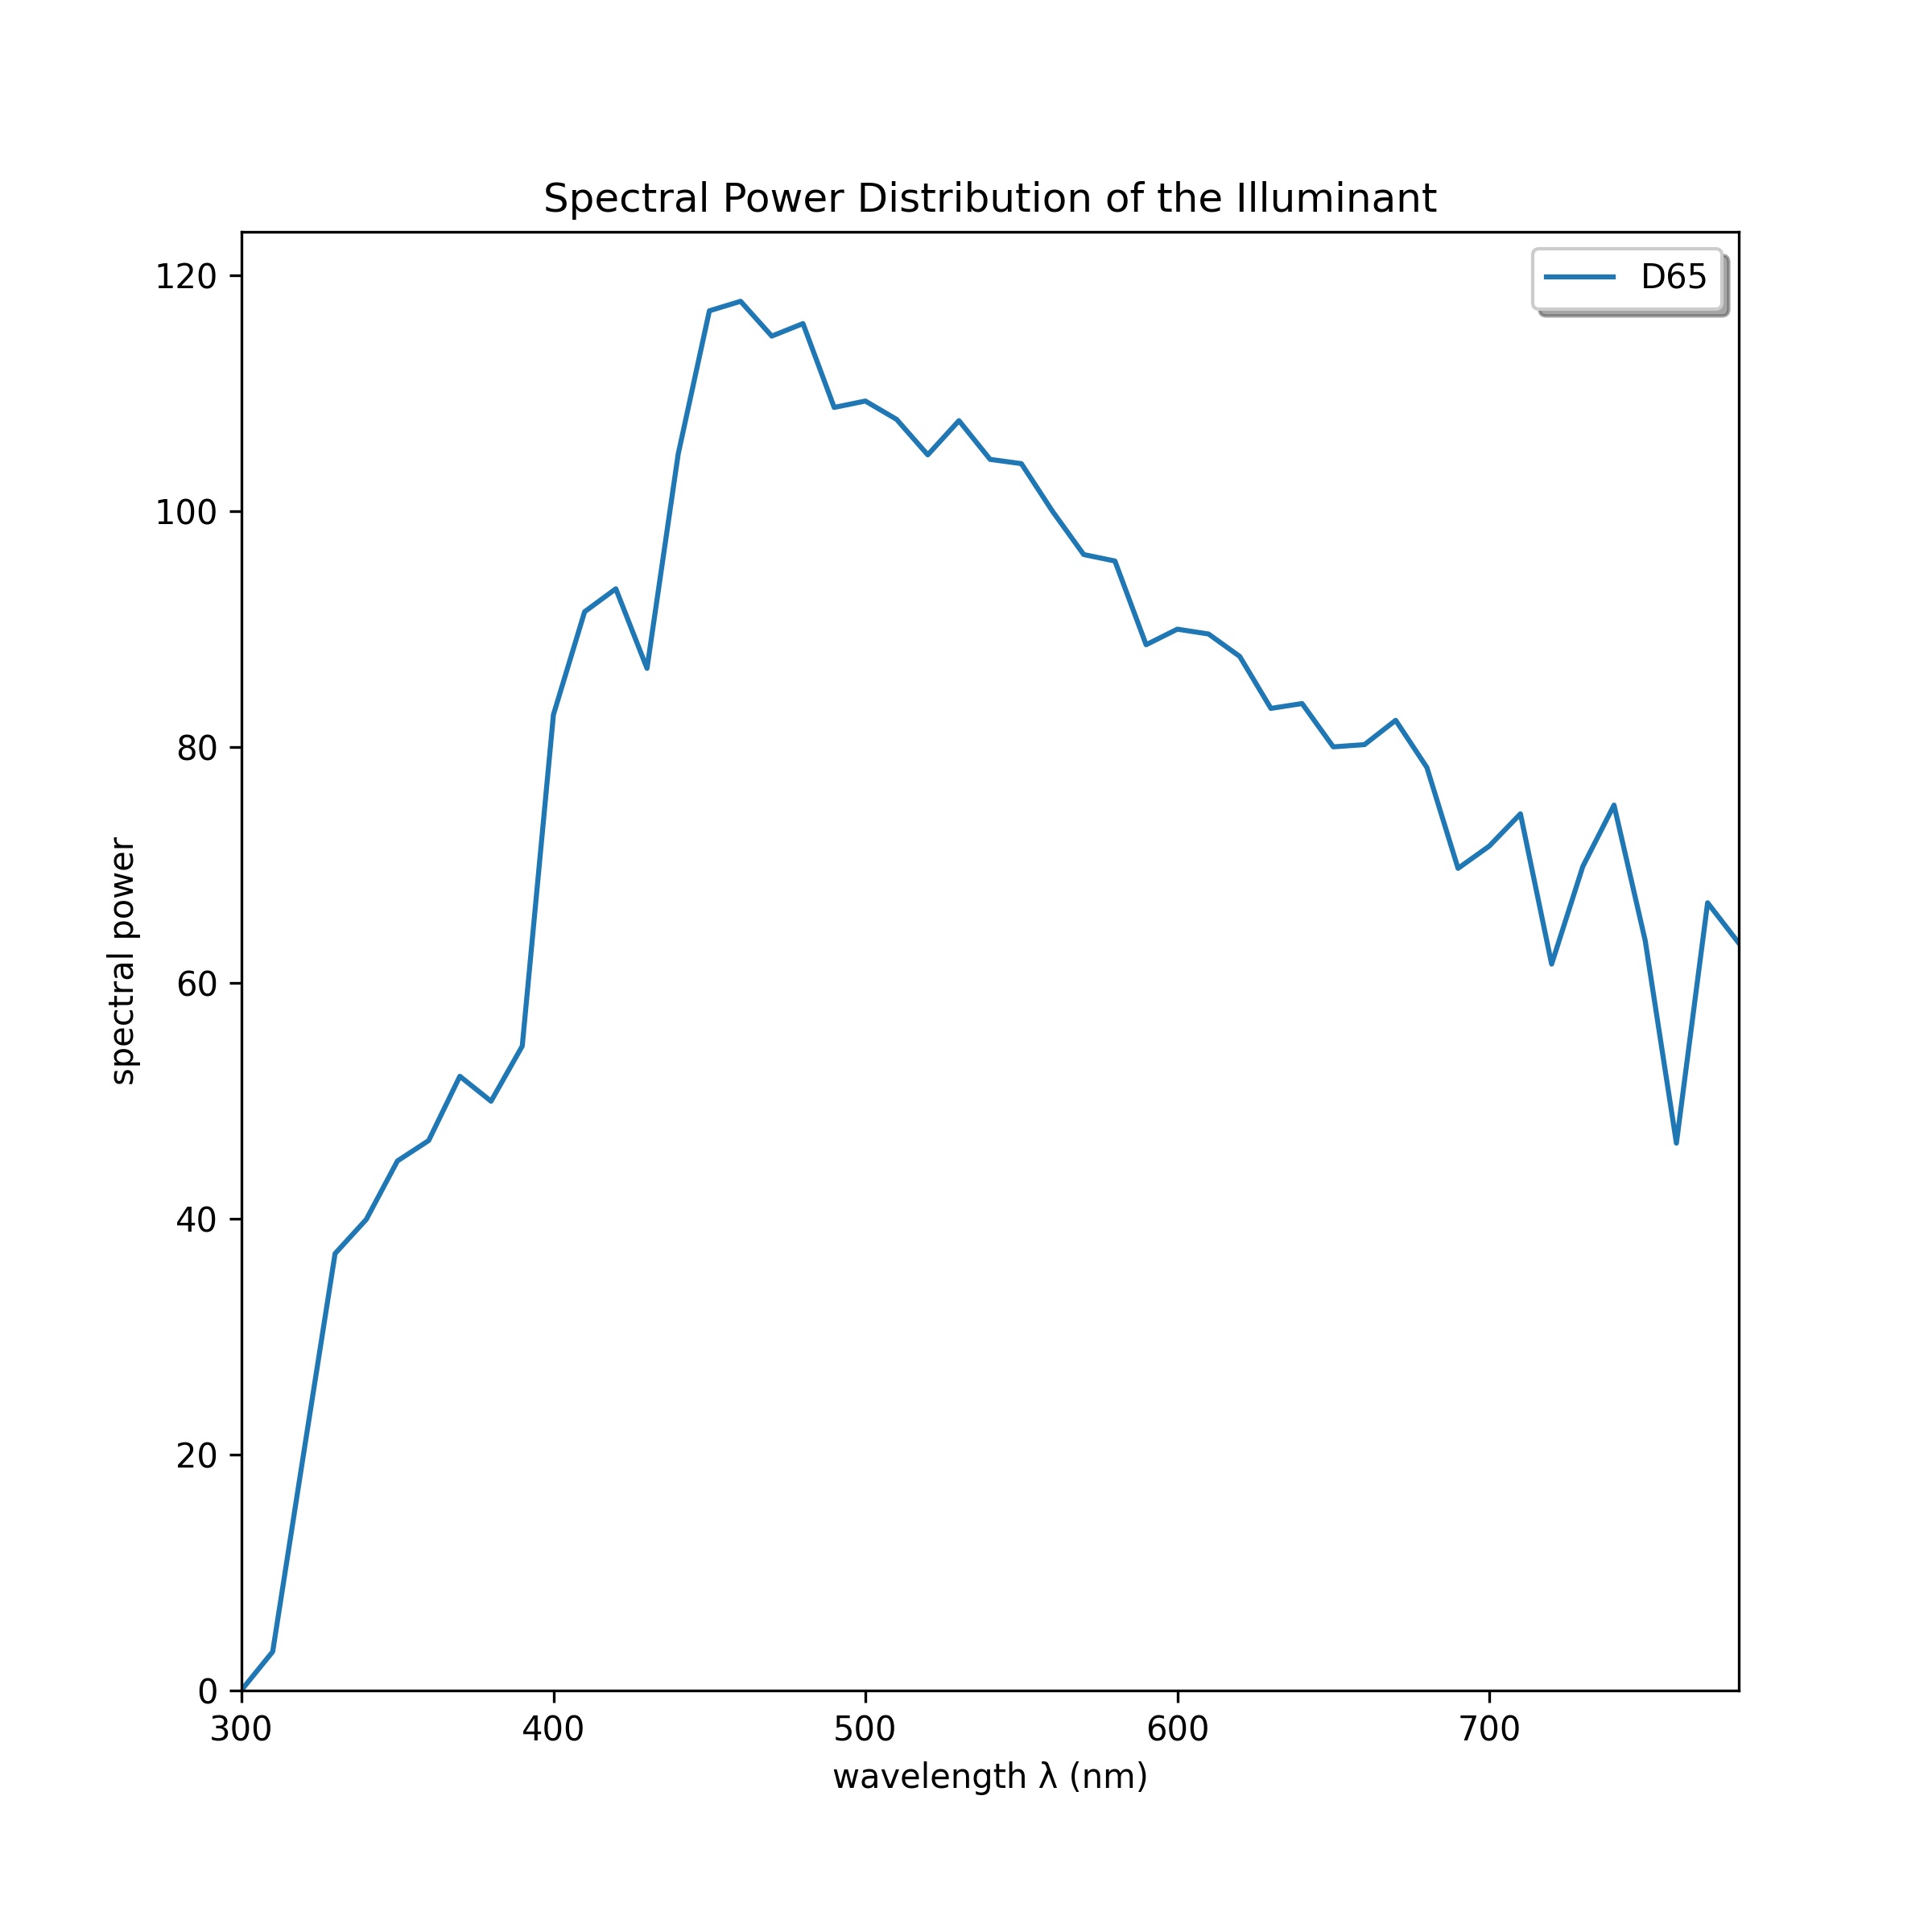 Spectral Power Distribution of the Illuminant
D65
120
100
80
60
40
20
0
spectral power
300 400 500 600 700
wavelength λ (nm)